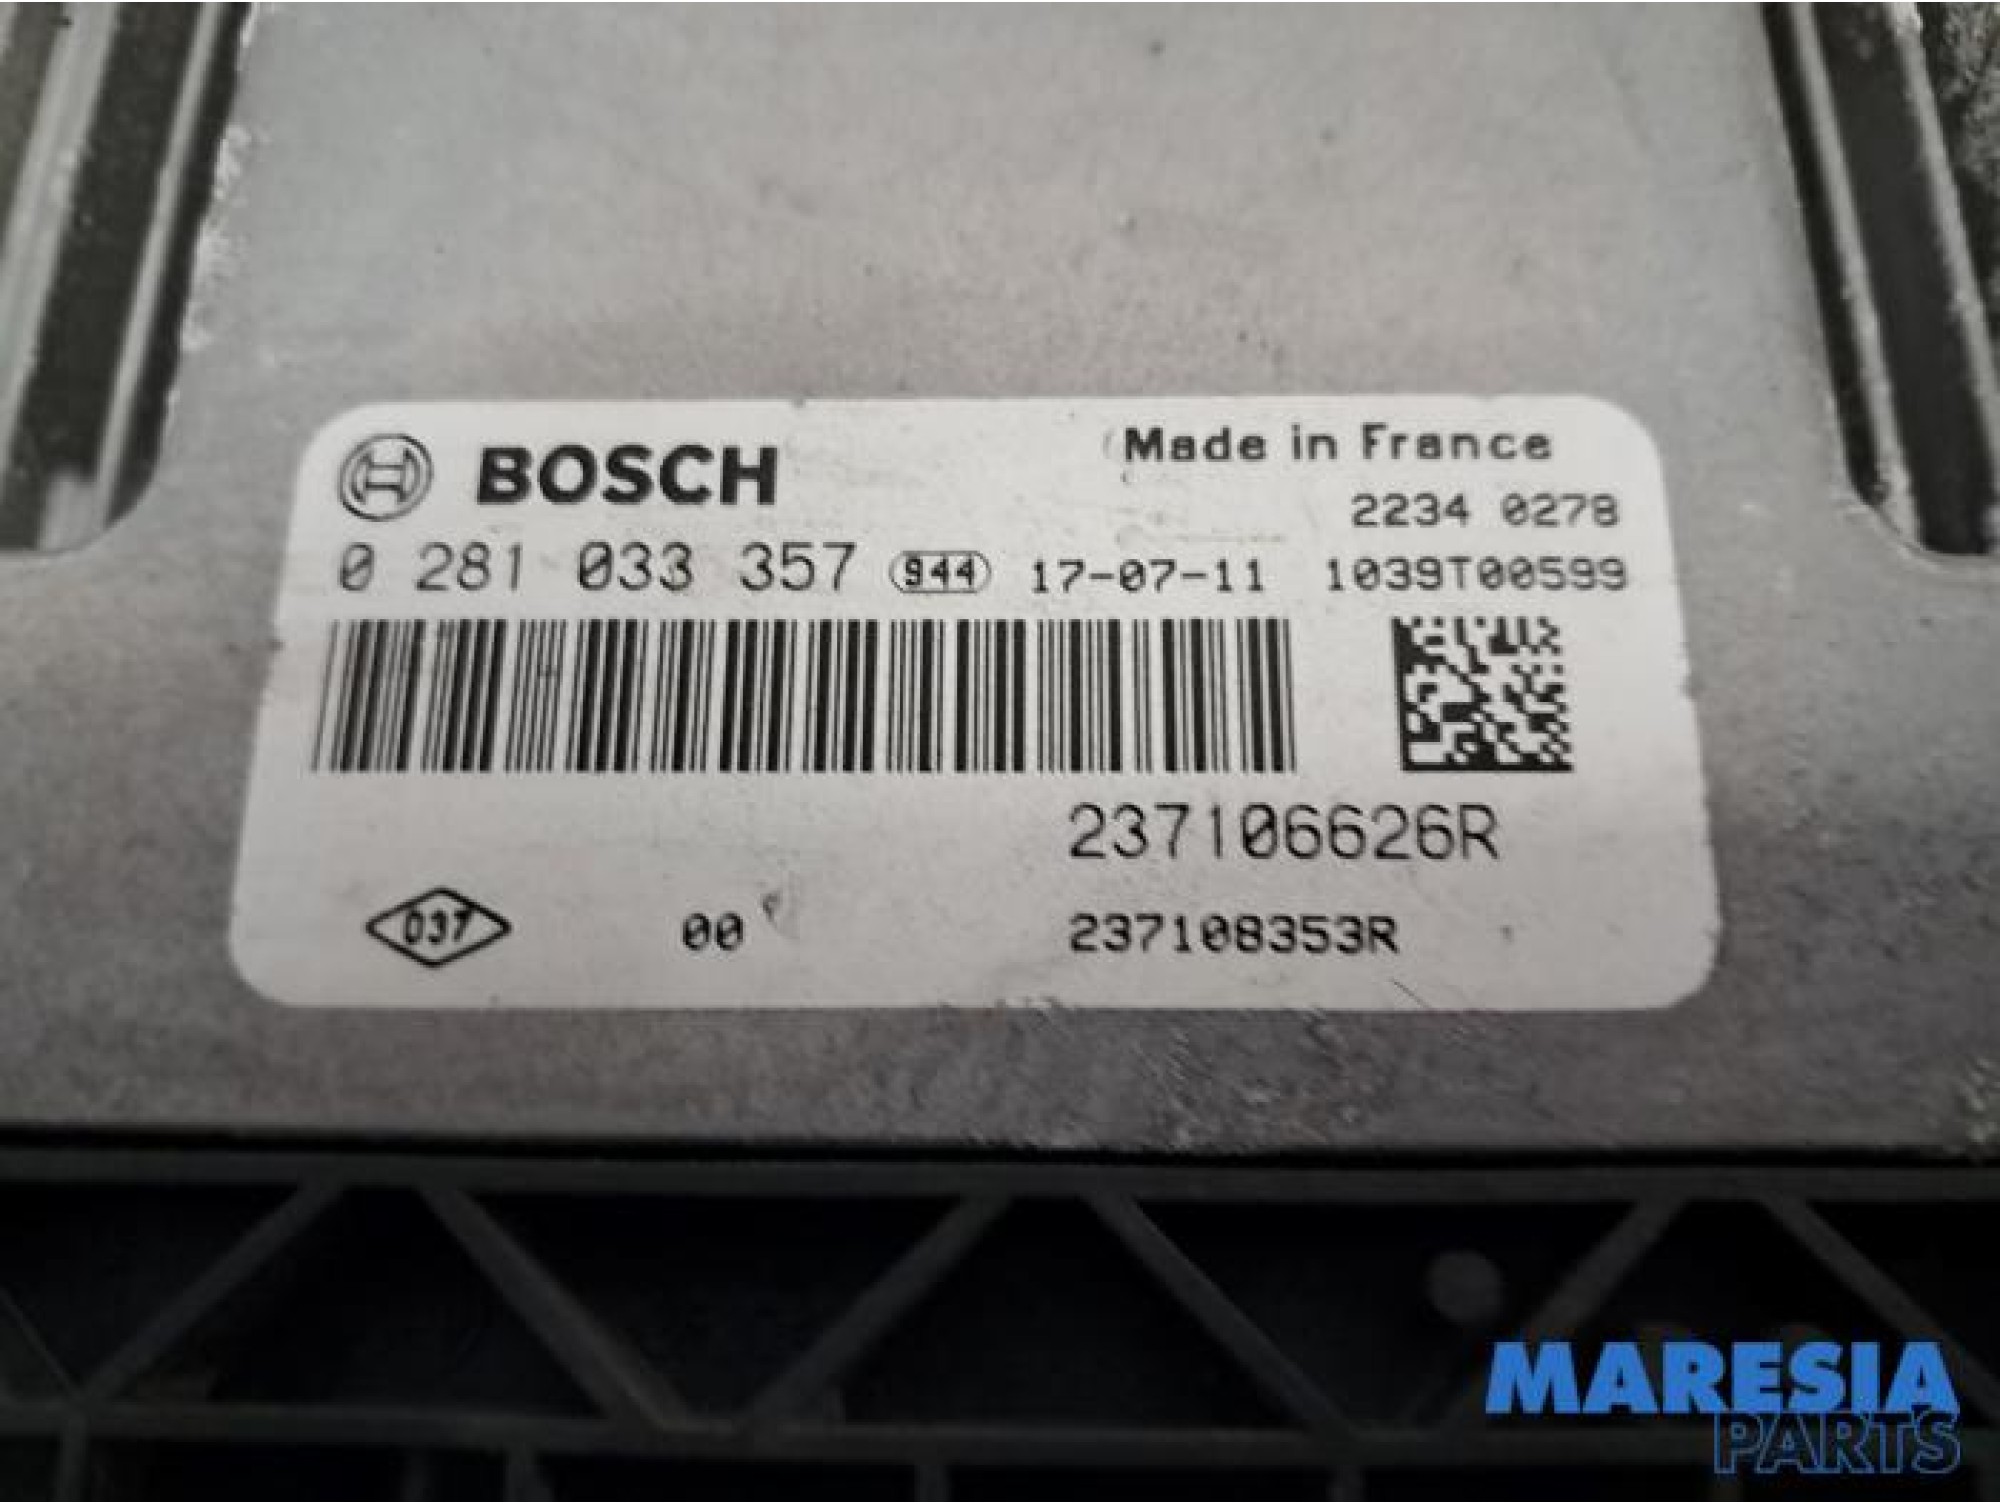 BOSCH
Made in France
2234 0278
0 281 033 357 944 17-07-11 1039T00599
237106626R
037 00 237108353R
MARESIA
PARTS